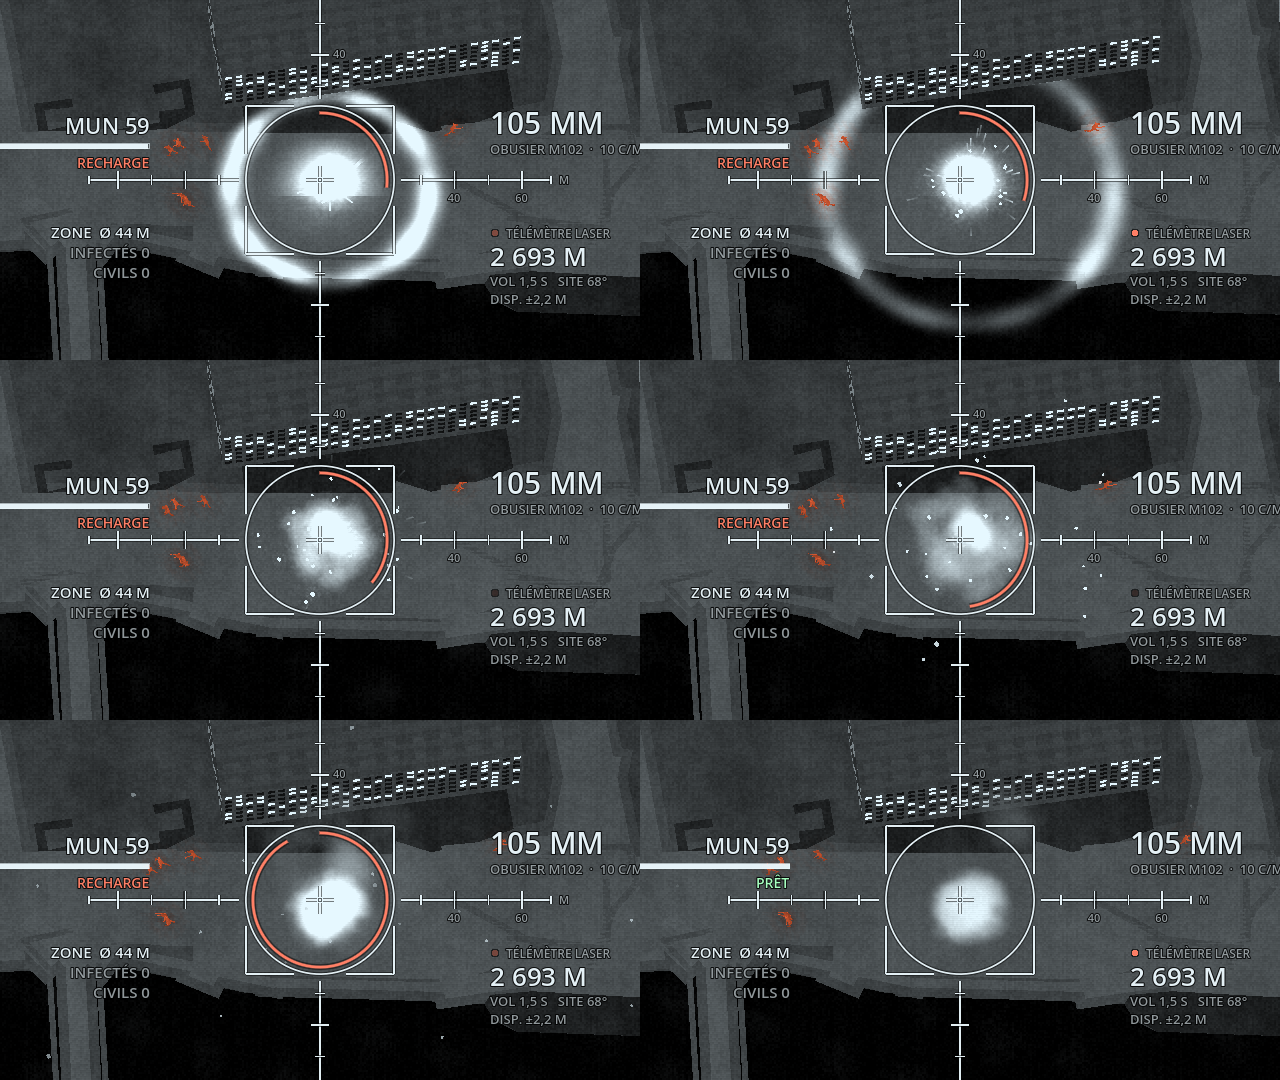 40
MUN 59
RECHARGE
ZONE Ø 44 M
INFECTÉS 0
CIVILS 0
105 MM
OBUSIER M102 · 10 C/M
M
40 60
TÉLÉMÈTRE LASER
2 693 M
VOL 1,5 S SITE 68°
DISP. ±2,2 M
40
MUN 59
RECHARGE
ZONE Ø 44 M
INFECTÉS 0
CIVILS 0
105 MM
OBUSIER M102 · 10 C/M
M
40 60
TÉLÉMÈTRE LASER
2 693 M
VOL 1,5 S SITE 68°
DISP. ±2,2 M
40
MUN 59
RECHARGE
ZONE Ø 44 M
INFECTÉS 0
CIVILS 0
105 MM
OBUSIER M102 · 10 C/M
M
40 60
TÉLÉMÈTRE LASER
2 693 M
VOL 1,5 S SITE 68°
DISP. ±2,2 M
40
MUN 59
RECHARGE
ZONE Ø 44 M
INFECTÉS 0
CIVILS 0
105 MM
OBUSIER M102 · 10 C/M
M
40 60
TÉLÉMÈTRE LASER
2 693 M
VOL 1,5 S SITE 68°
DISP. ±2,2 M
40
MUN 59
RECHARGE
ZONE Ø 44 M
INFECTÉS 0
CIVILS 0
105 MM
OBUSIER M102 · 10 C/M
M
40 60
TÉLÉMÈTRE LASER
2 693 M
VOL 1,5 S SITE 68°
DISP. ±2,2 M
40
MUN 59
PRÊT
ZONE Ø 44 M
INFECTÉS 0
CIVILS 0
105 MM
OBUSIER M102 · 10 C/M
M
40 60
TÉLÉMÈTRE LASER
2 693 M
VOL 1,5 S SITE 68°
DISP. ±2,2 M